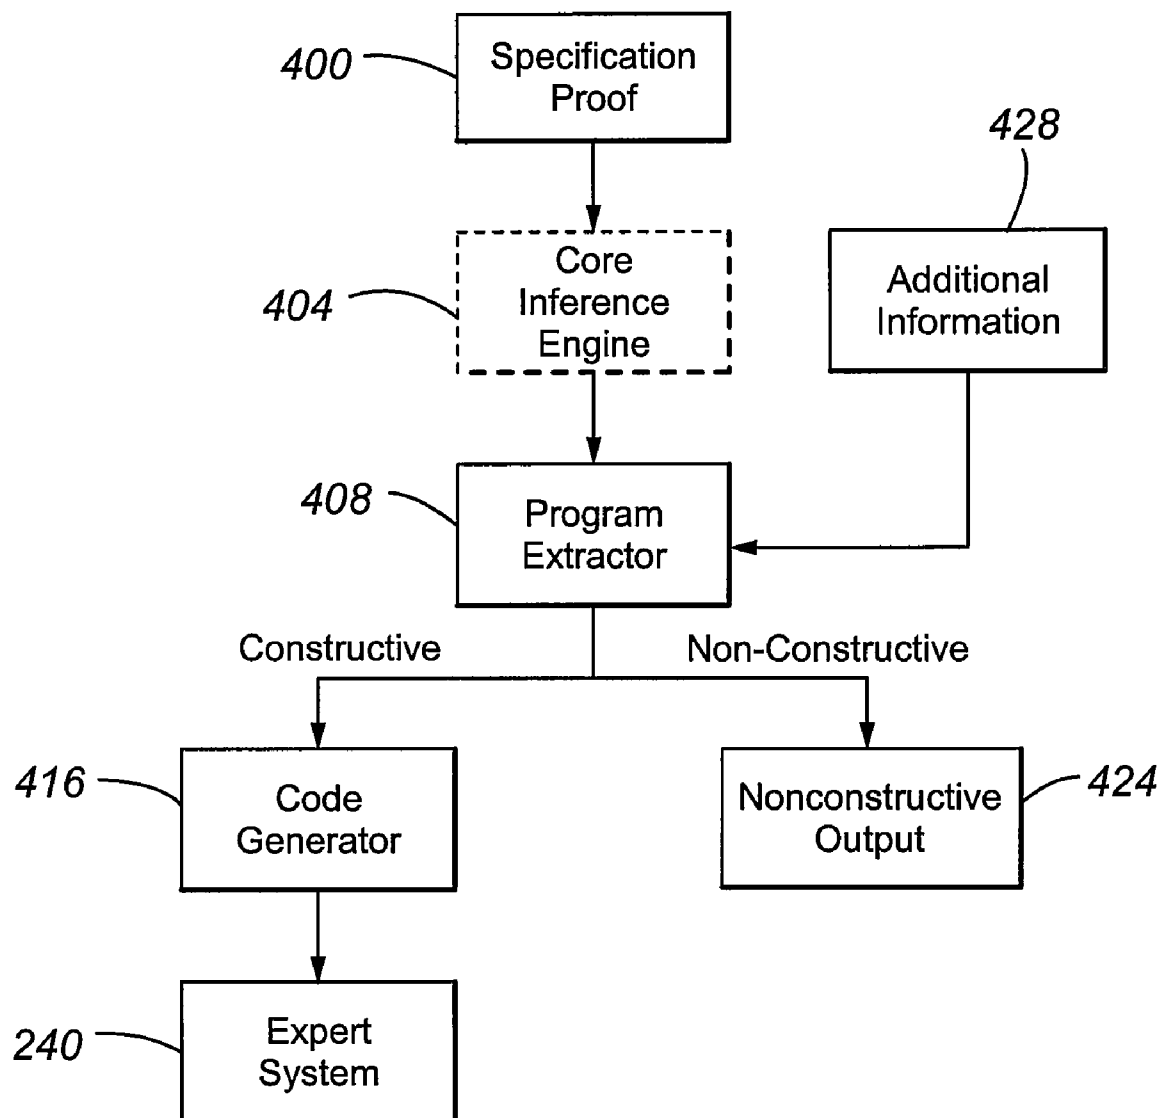 400
Specification
Proof
428
404
Core
Inference
Engine
Additional
Information
408
Program
Extractor
Constructive
Non-Constructive
416
Code
Generator
Nonconstructive
Output
424
240
Expert
System